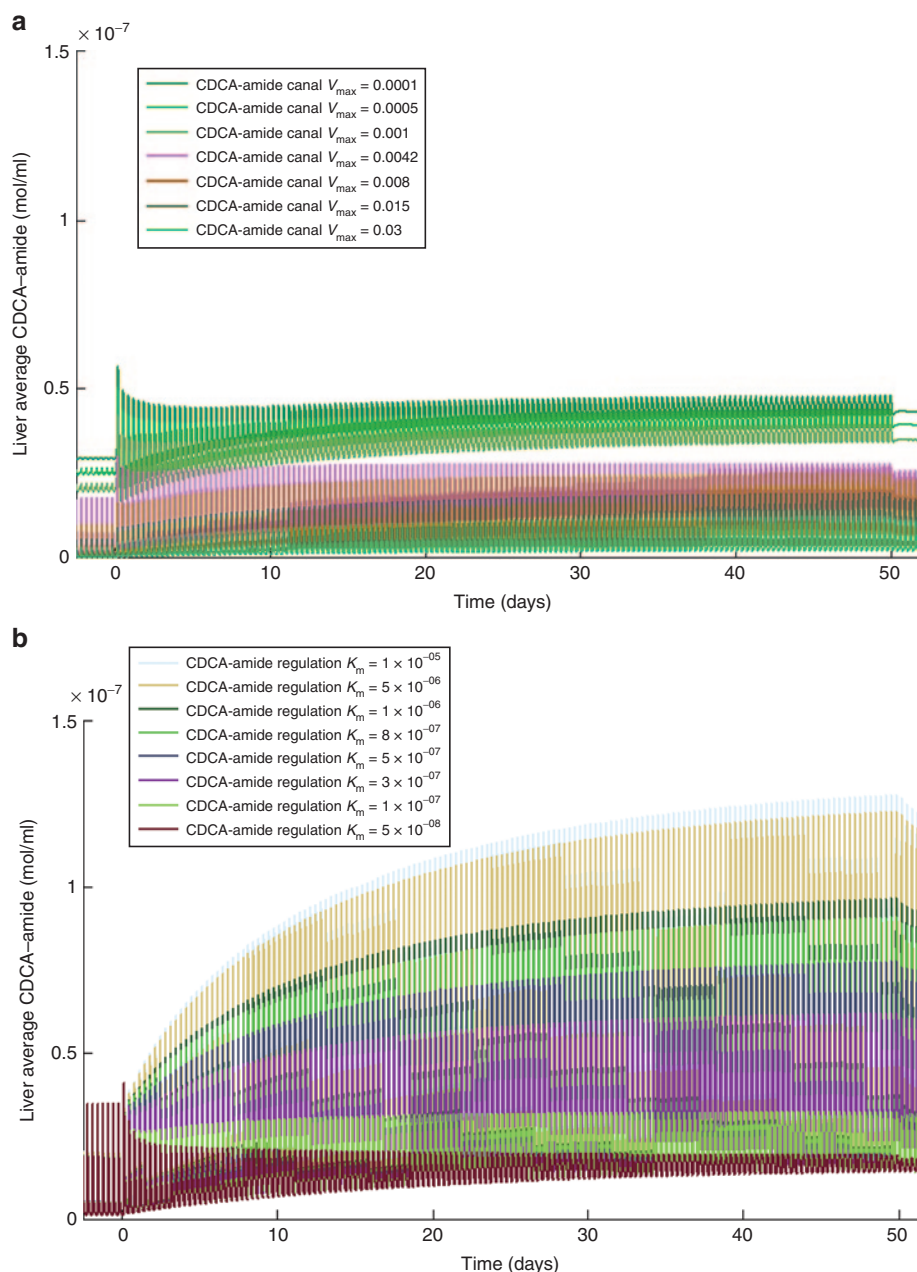 a
× 10⁻⁷
1.5
1
0.5
0
Liver average CDCA–amide (mol/ml)
CDCA-amide canal Vmax = 0.0001
CDCA-amide canal Vmax = 0.0005
CDCA-amide canal Vmax = 0.001
CDCA-amide canal Vmax = 0.0042
CDCA-amide canal Vmax = 0.008
CDCA-amide canal Vmax = 0.015
CDCA-amide canal Vmax = 0.03
0 10 20 30 40 50
Time (days)
b
× 10⁻⁷
1.5
1
0.5
0
Liver average CDCA–amide (mol/ml)
CDCA-amide regulation Km = 1 × 10⁻⁰⁵
CDCA-amide regulation Km = 5 × 10⁻⁰⁶
CDCA-amide regulation Km = 1 × 10⁻⁰⁶
CDCA-amide regulation Km = 8 × 10⁻⁰⁷
CDCA-amide regulation Km = 5 × 10⁻⁰⁷
CDCA-amide regulation Km = 3 × 10⁻⁰⁷
CDCA-amide regulation Km = 1 × 10⁻⁰⁷
CDCA-amide regulation Km = 5 × 10⁻⁰⁸
0 10 20 30 40 50
Time (days)